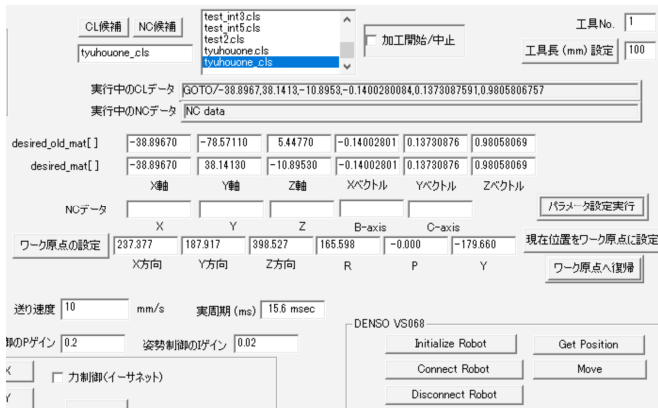 test_int3.cls
test_int5.cls
test2.cls
tyuhouone.cls
tyuhouone_cls
CL候補 NC候補
tyuhouone_cls
加工開始/中止
工具No. 1
工具長 (mm) 設定 100
実行中のCLデータ GOTO/-38.8967,38.1413,-10.8953,-0.1400280084,0.1373087591,0.9805806757
実行中のNCデータ NC data
desired_old_mat[ ] -38.89670 -78.57110 5.44770 -0.14002801 0.13730876 0.98058069
desired_mat[ ] -38.89670 38.14130 -10.89530 -0.14002801 0.13730876 0.98058069
X軸 Y軸 Z軸 Xベクトル Yベクトル Zベクトル
NCデータ
パラメータ設定実行
X Y Z B-axis C-axis
ワーク原点の設定 237.377 187.917 398.527 165.598 -0.000 -179.660
現在位置をワーク原点に設定
X方向 Y方向 Z方向 R P Y
ワーク原点へ復帰
送り速度 10 mm/s 実周期 (ms) 15.6 msec
御のPゲイン 0.2 姿勢制御のIゲイン 0.02
DENSO VS068
Initialize Robot Get Position
Connect Robot Move
Disconnect Robot
X
力制御(イーサネット)
Y